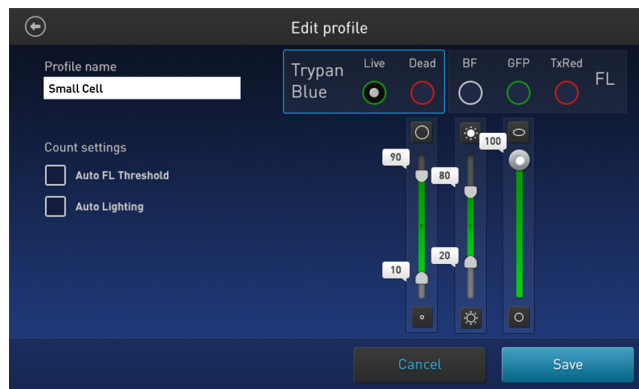 Edit profile
Profile name
Small Cell
Trypan Blue
Live
Dead
BF
GFP
TxRed
FL
Count settings
Auto FL Threshold
Auto Lighting
90
10
80
20
100
Cancel
Save